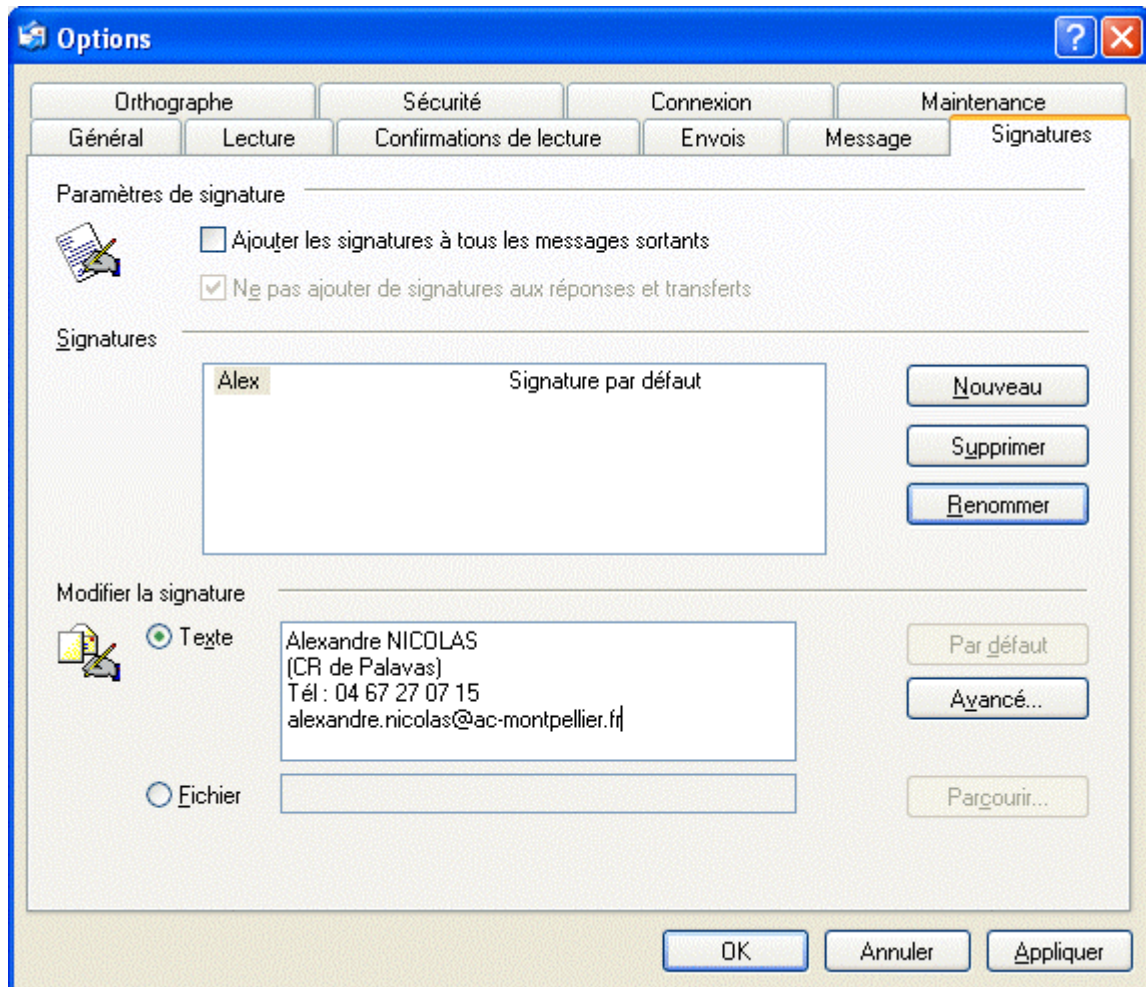 Options
Orthographe Sécurité Connexion Maintenance
Général Lecture Confirmations de lecture Envois Message Signatures
Paramètres de signature
Ajouter les signatures à tous les messages sortants
Ne pas ajouter de signatures aux réponses et transferts
Signatures
Alex Signature par défaut
Nouveau
Supprimer
Renommer
Modifier la signature
Texte
Alexandre NICOLAS
(CR de Palavas)
Tél : 04 67 27 07 15
alexandre.nicolas@ac-montpellier.fr
Par défaut
Avancé...
Fichier
Parcourir...
OK Annuler Appliquer